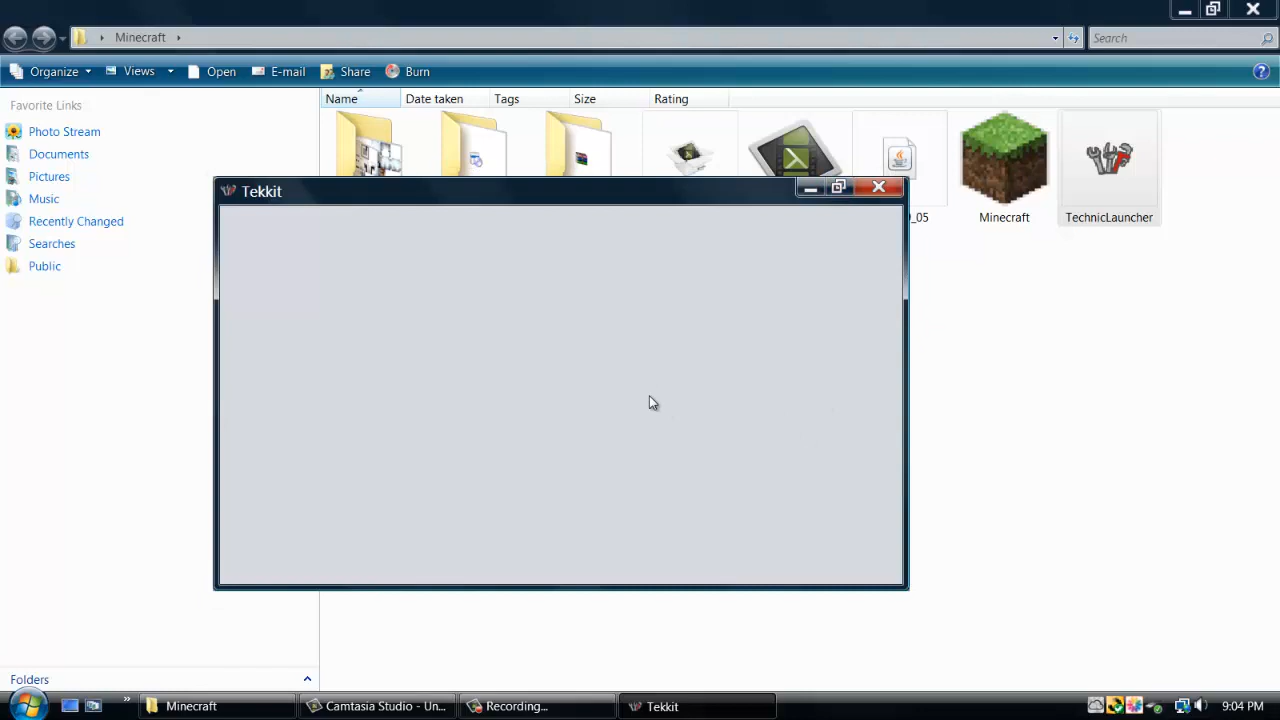 Minecraft
Search
Organize Views Open E-mail Share Burn
Favorite Links
Name Date taken Tags Size Rating
Photo Stream
Documents
Pictures
Music
Recently Changed
Searches
Public
_05 Minecraft TechnicLauncher
Tekkit
Folders
Minecraft Camtasia Studio - Un... Recording... Tekkit 9:04 PM